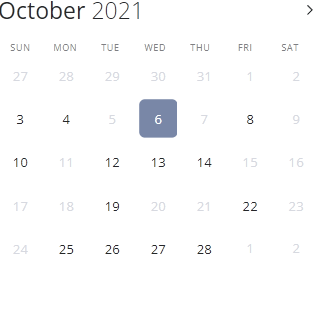 October 2021
SUN MON TUE WED THU FRI SAT
27 28 29 30 31 1 2
3 4 5 6 7 8 9
10 11 12 13 14 15 16
17 18 19 20 21 22 23
24 25 26 27 28 1 2